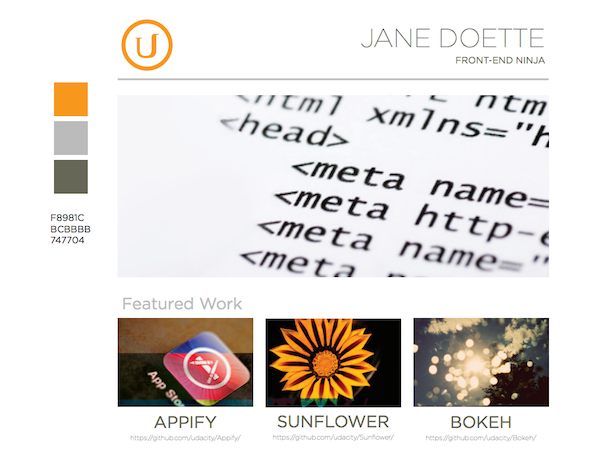 U
JANE DOETTE
FRONT-END NINJA
<html xmlns="h
<head>
<meta name=
<meta http-e
<meta name="
<meta
F8981C
BCBBBB
747704
Featured Work
App Sto
APPIFY
https://github.com/udacity/Appify/
SUNFLOWER
https://github.com/udacity/Sunflower/
BOKEH
https://github.com/udacity/Bokeh/